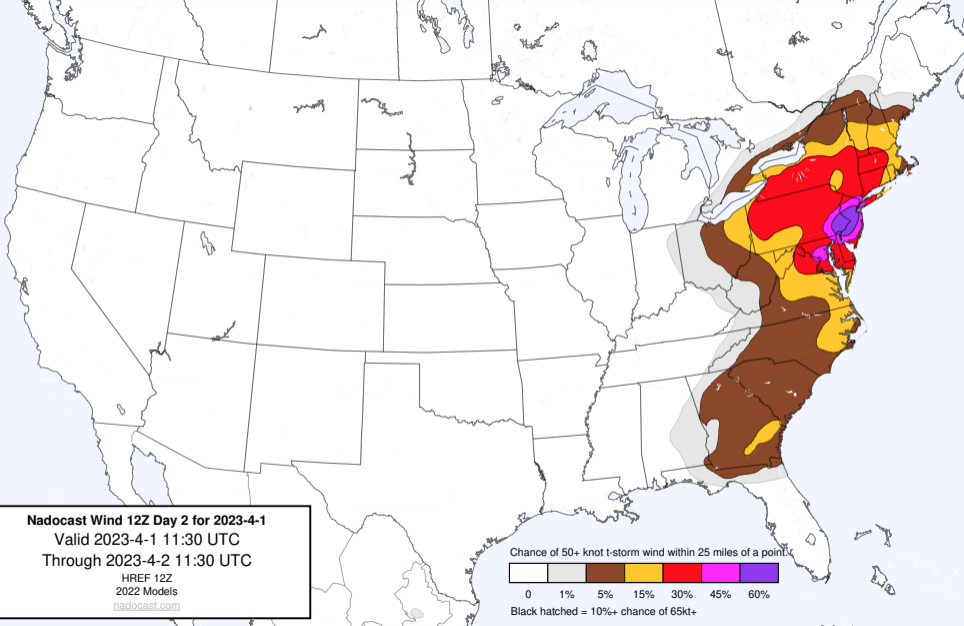 Nadocast Wind 12Z Day 2 for 2023-4-1
Valid 2023-4-1 11:30 UTC
Through 2023-4-2 11:30 UTC
HREF 12Z
2022 Models
nadocast.com
Chance of 50+ knot t-storm wind within 25 miles of a point.
0 1% 5% 15% 30% 45% 60%
Black hatched = 10%+ chance of 65kt+